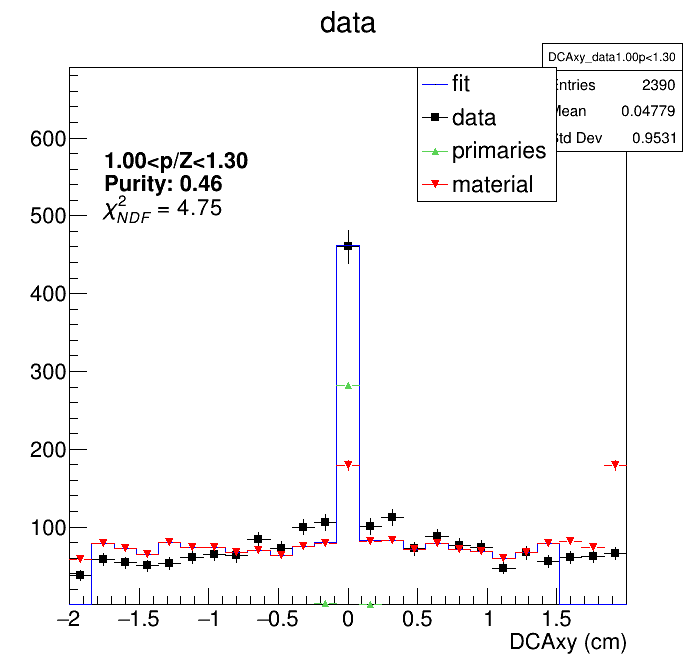 data
DCAxy_data1.00p<1.30
Entries 2390
Mean 0.04779
Std Dev 0.9531
fit
data
primaries
material
1.00<p/Z<1.30
Purity: 0.46
χ²NDF = 4.75
600
500
400
300
200
100
−2 −1.5 −1 −0.5 0 0.5 1 1.5
DCAxy (cm)